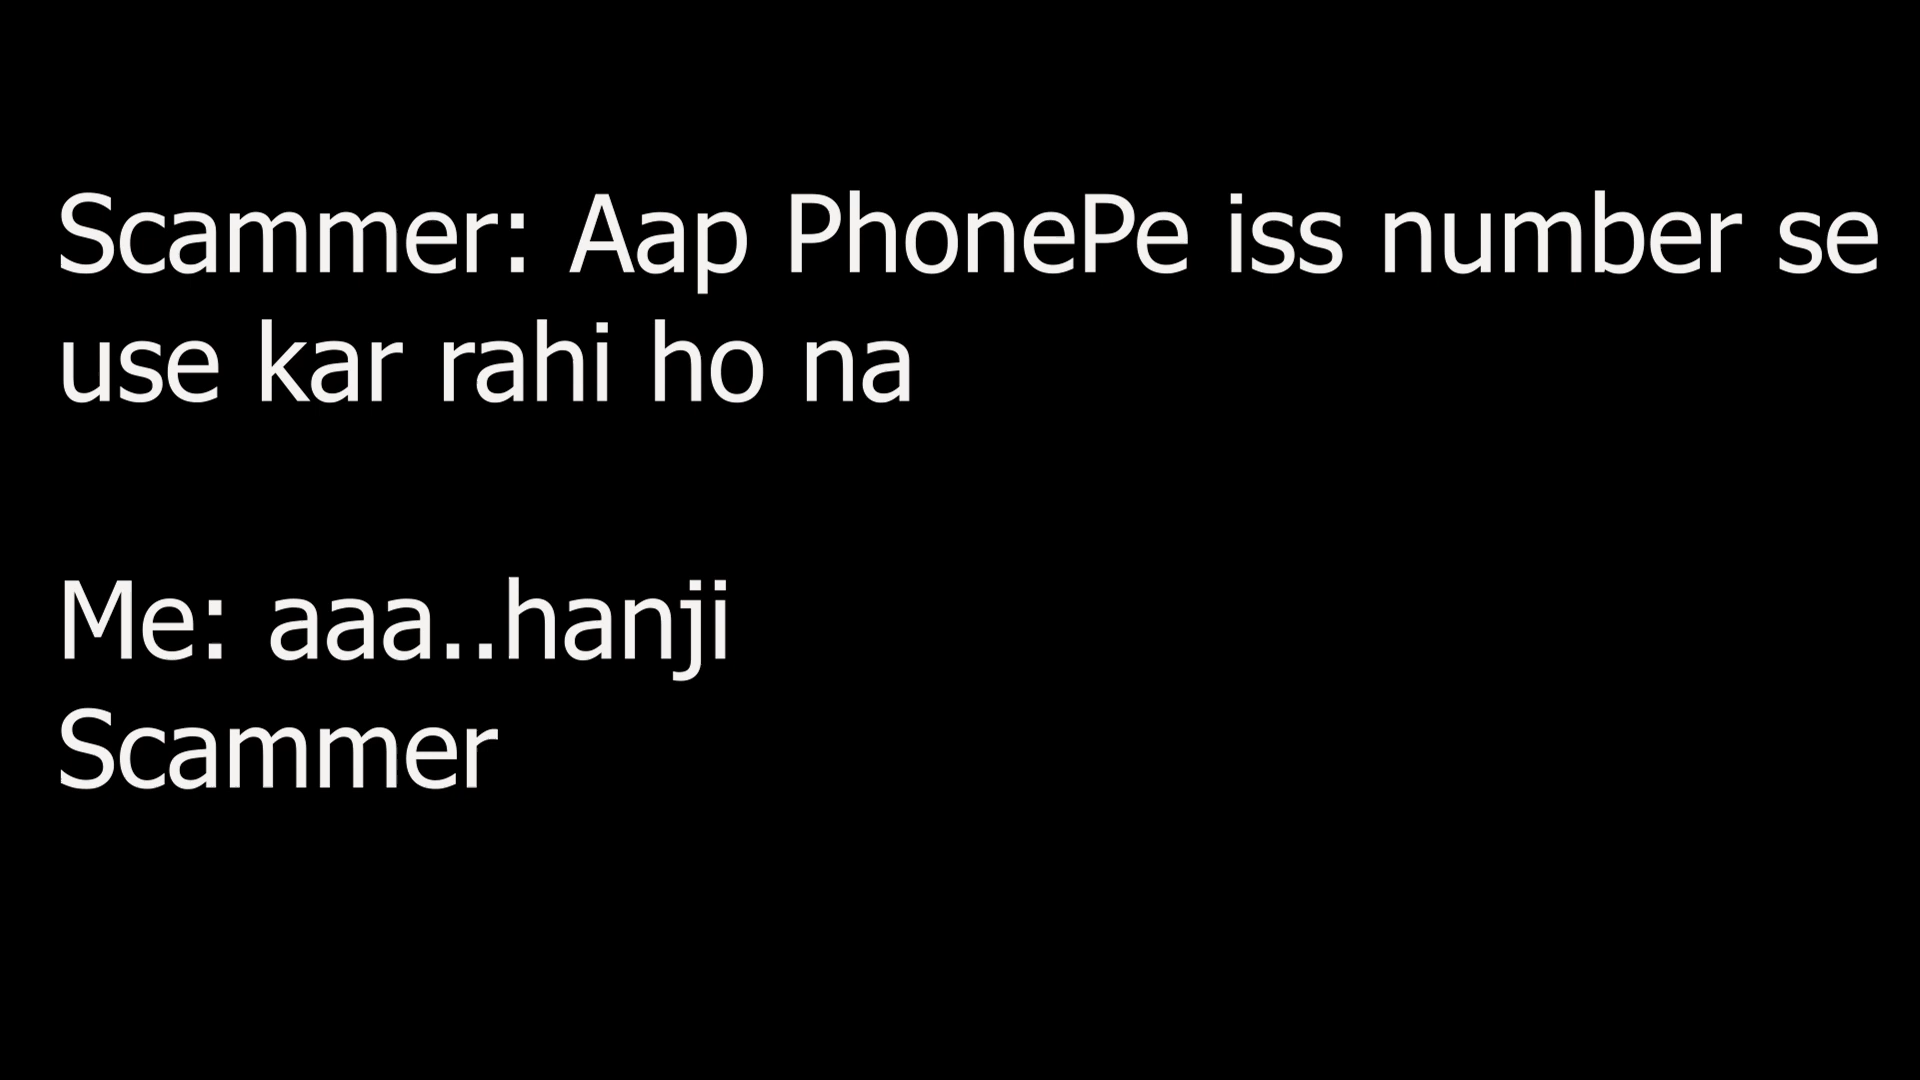 Scammer: Aap PhonePe iss number se
use kar rahi ho na
Me: aaa..hanji
Scammer